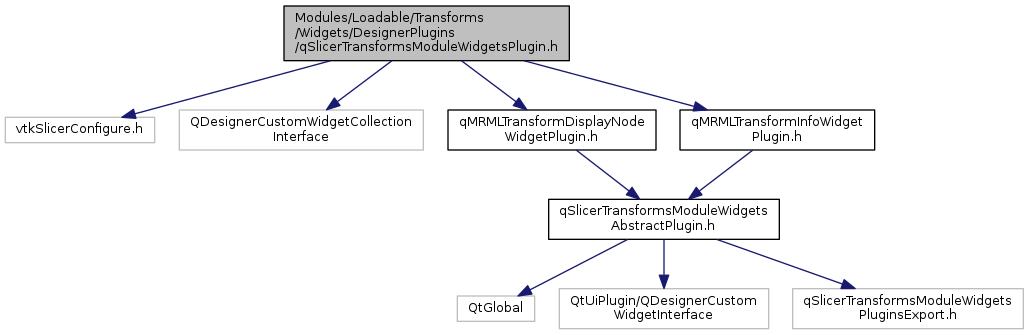 Modules/Loadable/Transforms
/Widgets/DesignerPlugins
/qSlicerTransformsModuleWidgetsPlugin.h
vtkSlicerConfigure.h
QDesignerCustomWidgetCollection
Interface
qMRMLTransformDisplayNode
WidgetPlugin.h
qMRMLTransformInfoWidget
Plugin.h
qSlicerTransformsModuleWidgets
AbstractPlugin.h
QtGlobal
QtUiPlugin/QDesignerCustom
WidgetInterface
qSlicerTransformsModuleWidgets
PluginsExport.h